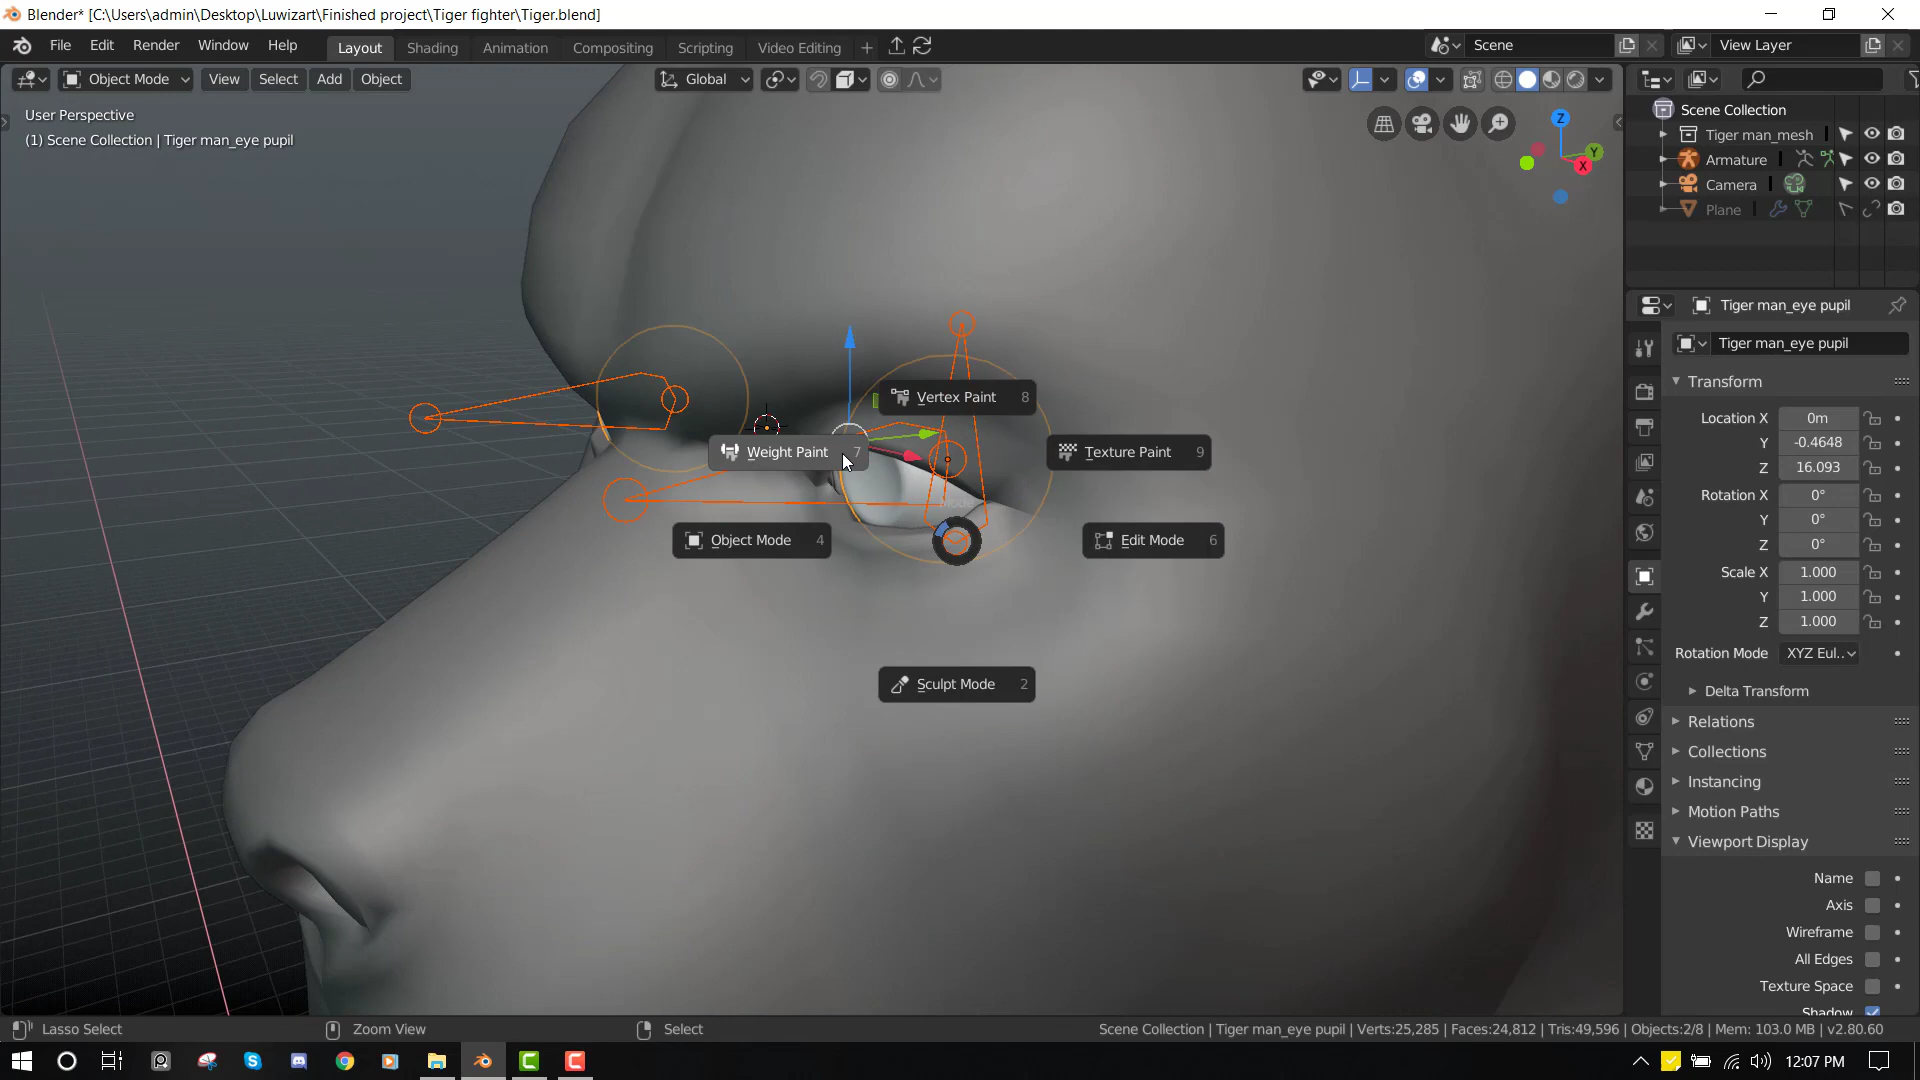 Blender* [C:\Users\admin\Desktop\Luwizart\Finished project\Tiger fighter\Tiger.blend]
File Edit Render Window Help Layout Shading Animation Compositing Scripting Video Editing + Scene View Layer
Object Mode View Select Add Object Global
User Perspective
(1) Scene Collection | Tiger man_eye pupil
Z
Y
X
Scene Collection
Tiger man_mesh
Armature
Camera
Plane
Tiger man_eye pupil
Tiger man_eye pupil
Transform
Location X 0m
Y -0.4648
Z 16.093
Rotation X 0°
Y 0°
Z 0°
Scale X 1.000
Y 1.000
Z 1.000
Rotation Mode XYZ Eul..
Delta Transform
Relations
Collections
Instancing
Motion Paths
Viewport Display
Name
Axis
Wireframe
All Edges
Texture Space
Shadow
Vertex Paint 8
Weight Paint 7
Texture Paint 9
Object Mode 4
Edit Mode 6
Sculpt Mode 2
Lasso Select Zoom View Select Scene Collection | Tiger man_eye pupil | Verts:25,285 | Faces:24,812 | Tris:49,596 | Objects:2/8 | Mem: 103.0 MB | v2.80.60
12:07 PM